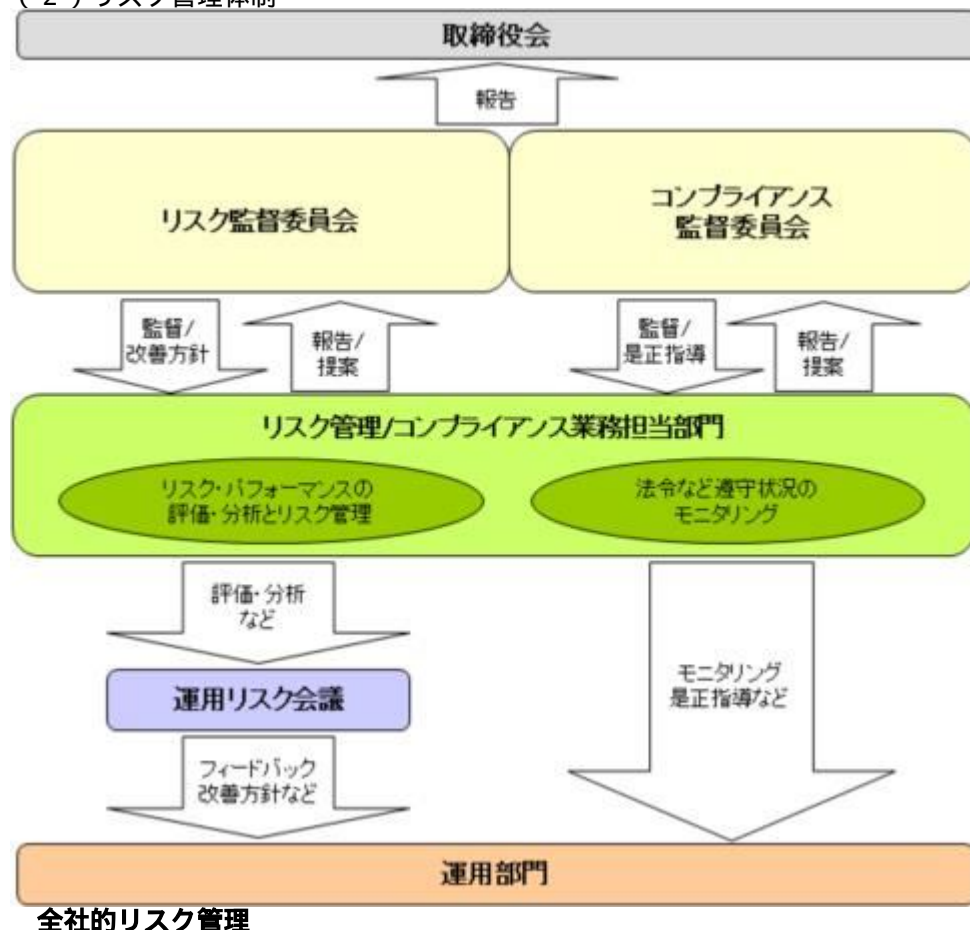 (2)リスク管理体制
取締役会
報告
リスク監督委員会
コンプライアンス
監督委員会
監督/
改善方針
報告/
提案
監督/
是正指導
報告/
提案
リスク管理/コンプライアンス業務担当部門
リスク・パフォーマンスの
評価・分析とリスク管理
法令など遵守状況の
モニタリング
評価・分析
など
運用リスク会議
モニタリング
是正指導など
フィードバック
改善方針など
運用部門
全社的リスク管理